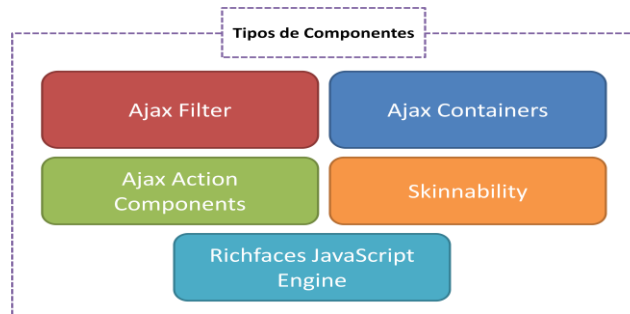 Tipos de Componentes
Ajax Filter
Ajax Containers
Ajax Action
Components
Skinnability
Richfaces JavaScript
Engine